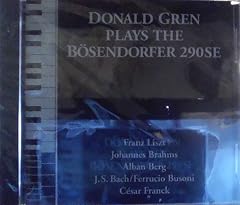 DONALD GREN
PLAYS THE
BÖSENDORFER 290SE
Franz Liszt
Johannes Brahms
Alban Berg
J.S. Bach/Ferrucio Busoni
César Franck